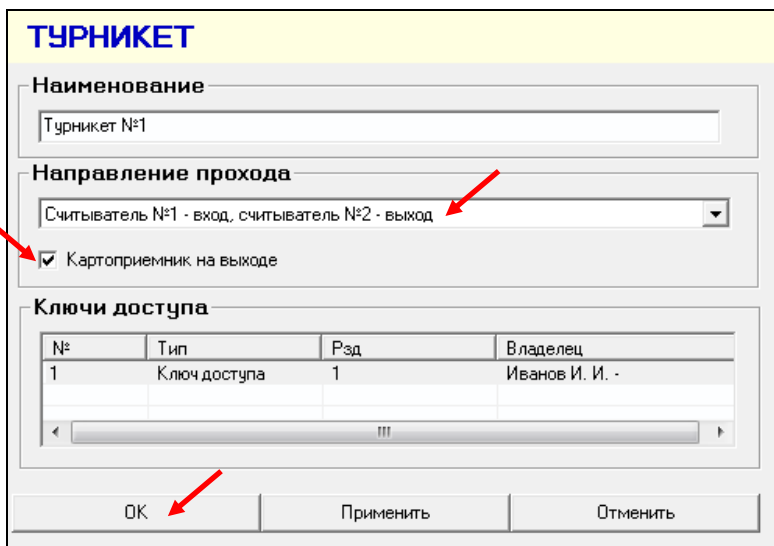 ТУРНИКЕТ
Наименование
Турникет №1
Направление прохода
Считыватель №1 - вход, считыватель №2 - выход
Картоприемник на выходе
Ключи доступа
№ Тип Рзд Владелец
1 Ключ доступа 1 Иванов И. И. -
OK Применить Отменить